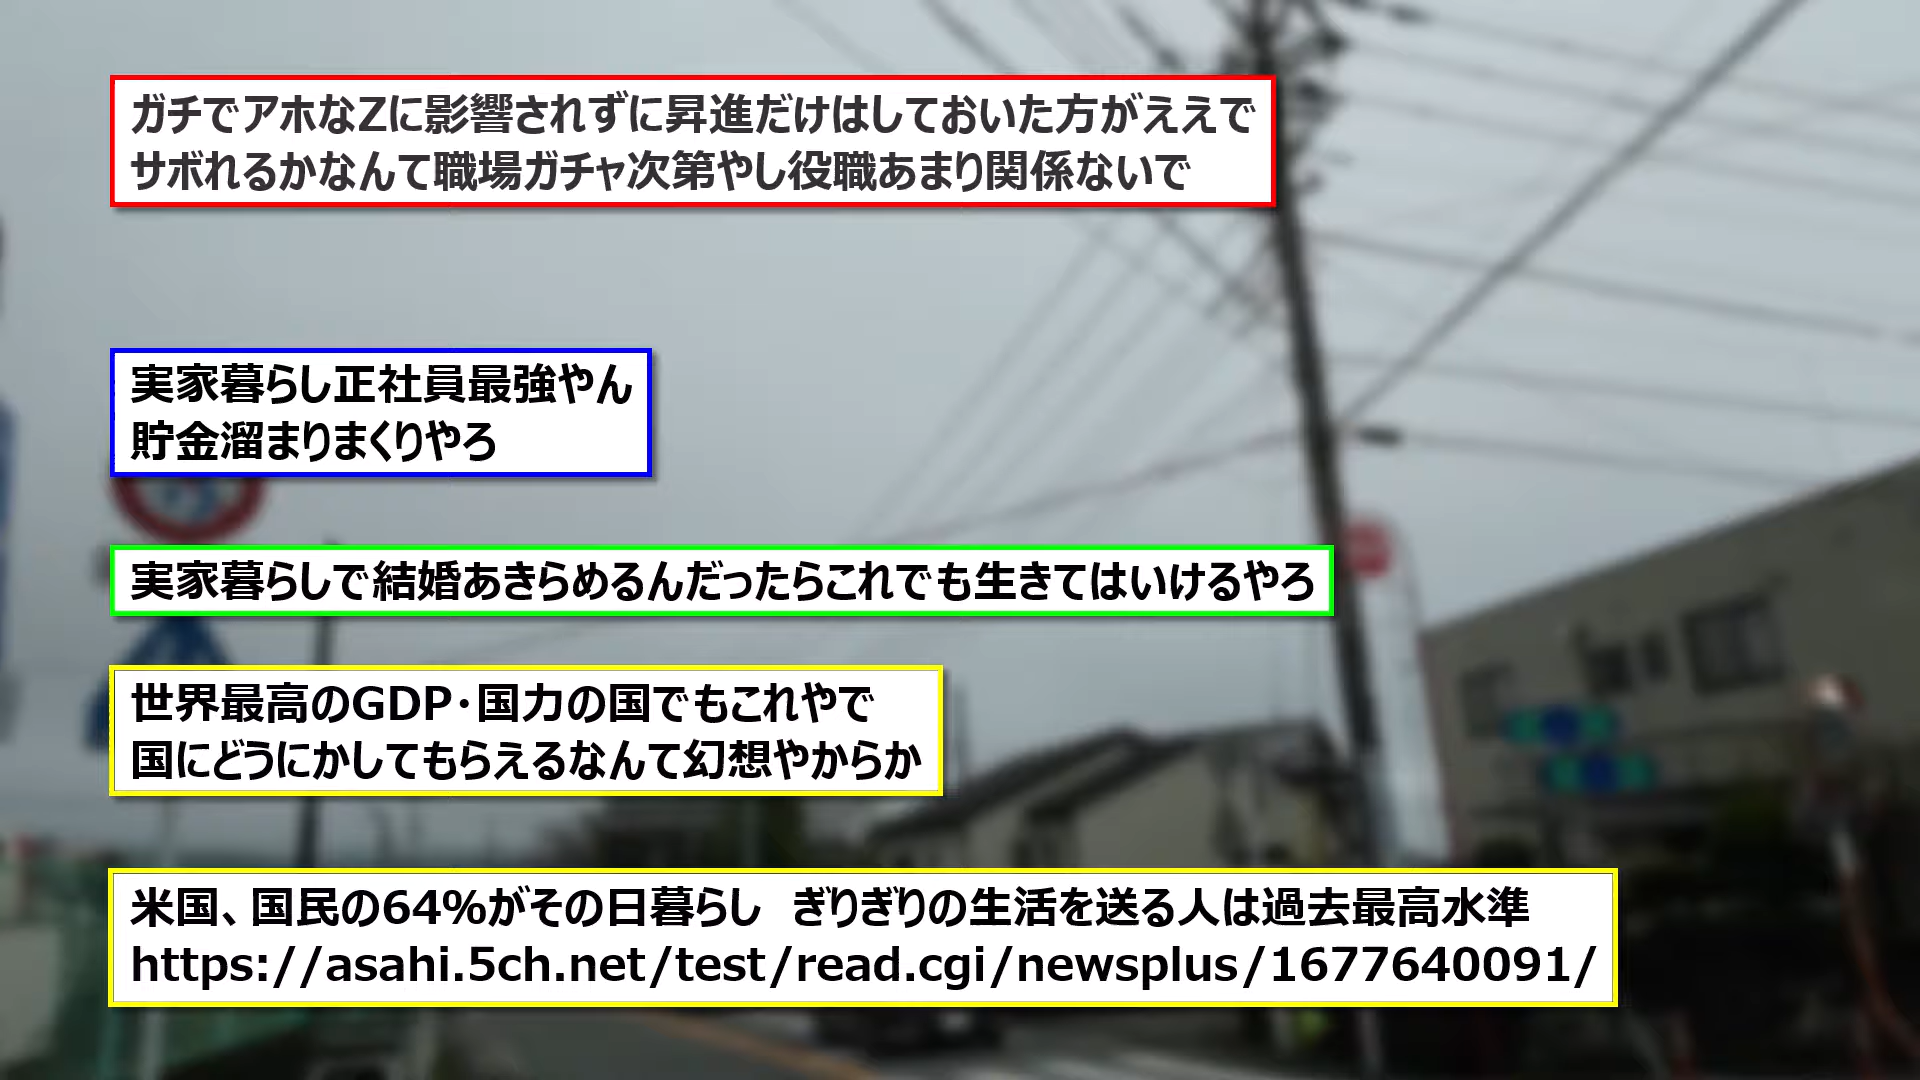 ガチでアホなZに影響されずに昇進だけはしておいた方がええで
サボれるかなんて職場ガチャ次第やし役職あまり関係ないで
実家暮らし正社員最強やん
貯金溜まりまくりやろ
実家暮らしで結婚あきらめるんだったらこれでも生きてはいけるやろ
世界最高のGDP・国力の国でもこれやで
国にどうにかしてもらえるなんて幻想やからか
米国、国民の64%がその日暮らし　ぎりぎりの生活を送る人は過去最高水準
https://asahi.5ch.net/test/read.cgi/newsplus/1677640091/